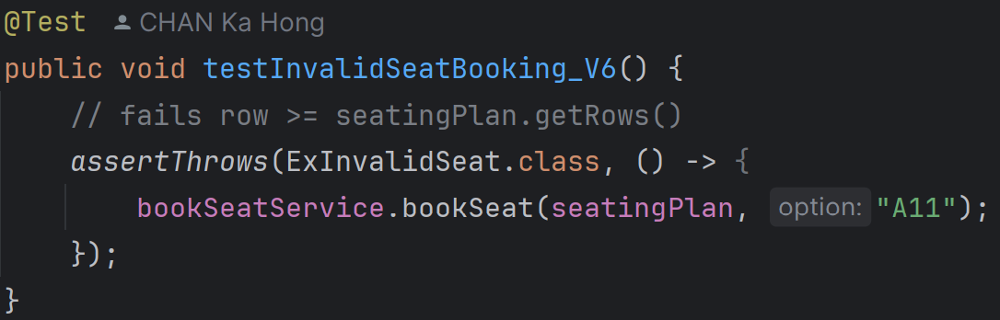 @Test CHAN Ka Hong
public void testInvalidSeatBooking_V6() {
// fails row >= seatingPlan.getRows()
assertThrows(ExInvalidSeat.class, () -> {
bookSeatService.bookSeat(seatingPlan, option: "A11");
});
}